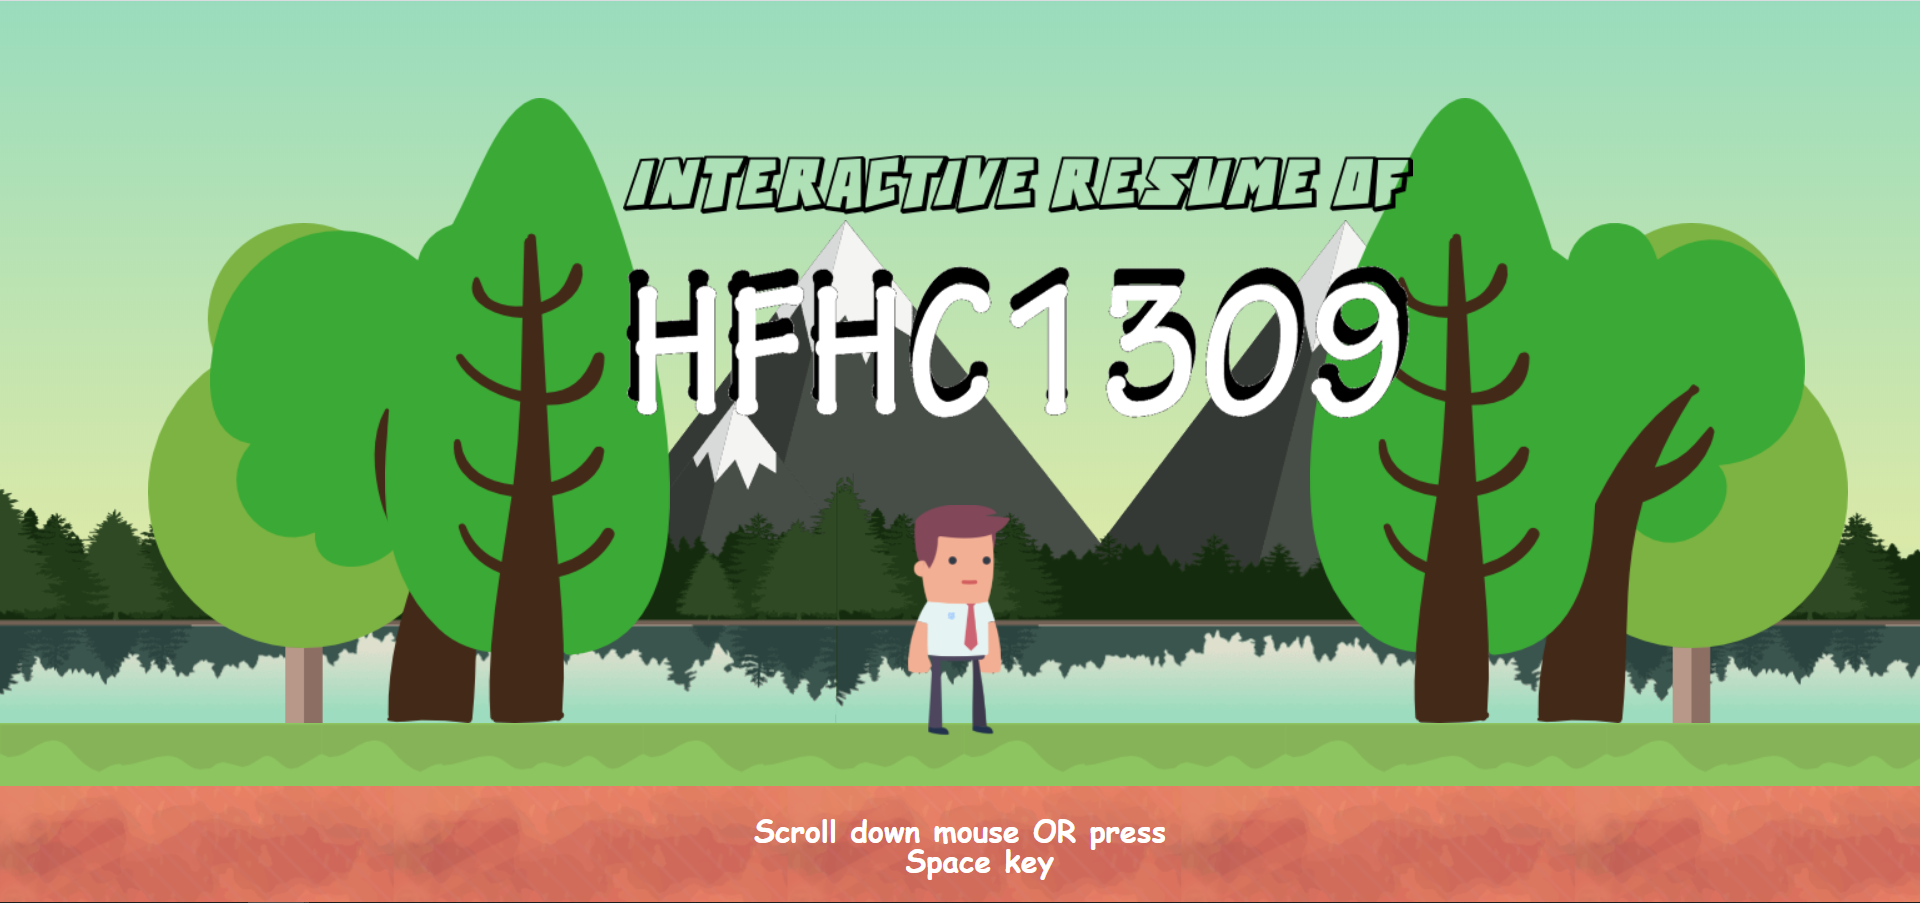 INTERACTIVE RESUME OF
HFHC1309
Scroll down mouse OR press
Space key